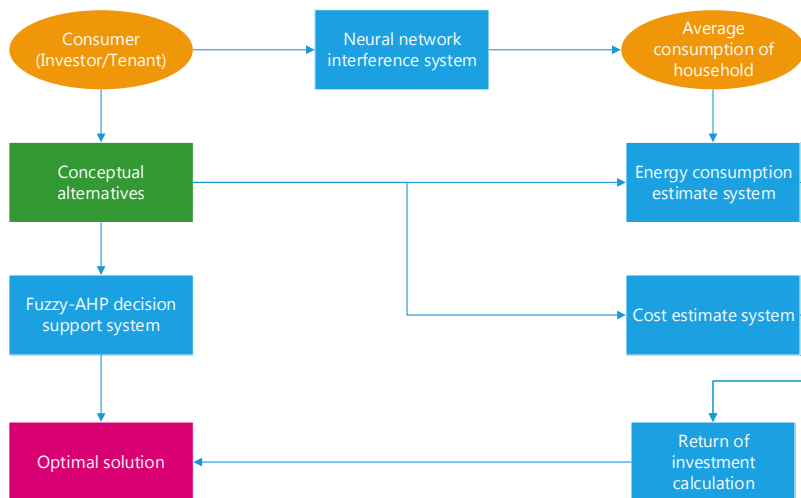 Consumer
(Investor/Tenant)
Neural network
interference system
Average
consumption of
household
Conceptual
alternatives
Energy consumption
estimate system
Fuzzy-AHP decision
support system
Cost estimate system
Optimal solution
Return of
investment
calculation